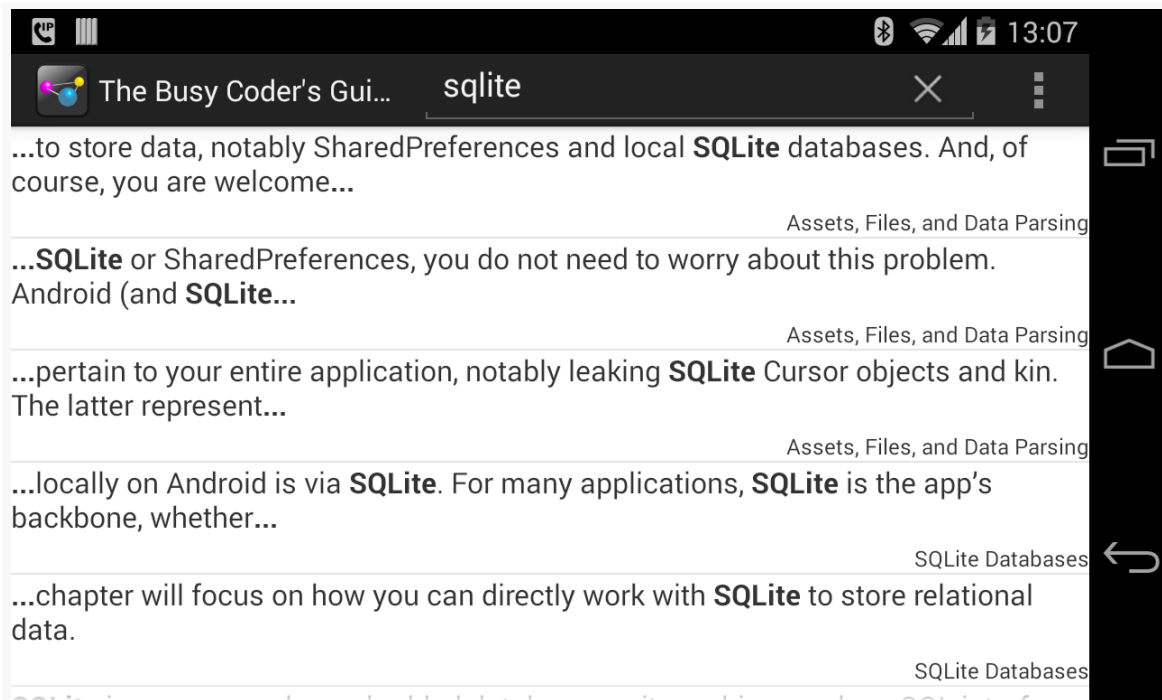 13:07
The Busy Coder's Gui... sqlite
...to store data, notably SharedPreferences and local SQLite databases. And, of
course, you are welcome...
Assets, Files, and Data Parsing
...SQLite or SharedPreferences, you do not need to worry about this problem.
Android (and SQLite...
Assets, Files, and Data Parsing
...pertain to your entire application, notably leaking SQLite Cursor objects and kin.
The latter represent...
Assets, Files, and Data Parsing
...locally on Android is via SQLite. For many applications, SQLite is the app’s
backbone, whether...
SQLite Databases
...chapter will focus on how you can directly work with SQLite to store relational
data.
SQLite Databases